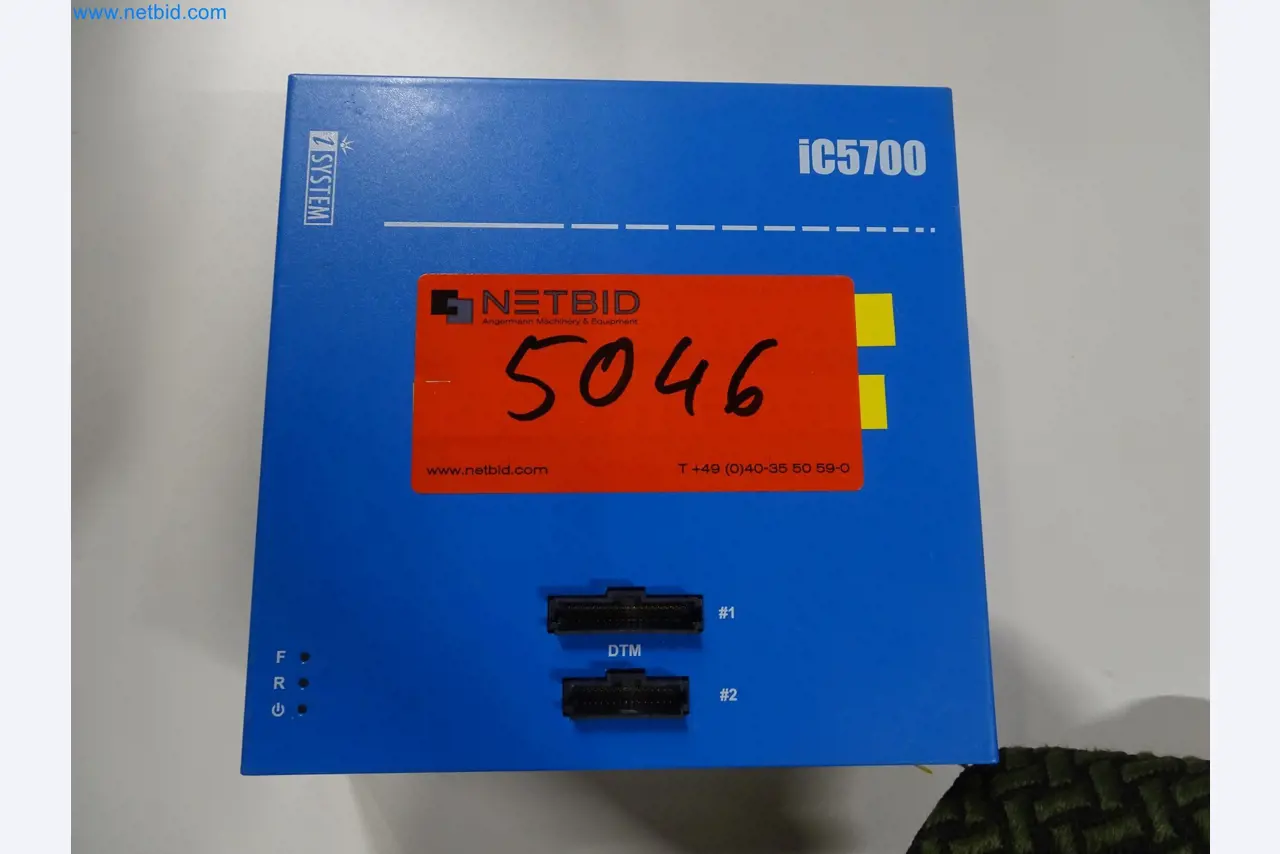 www.netbid.com
iSYSTEM
iC5700
NETBID
Angermann Machinery & Equipment
5046
www.netbid.com
T +49 (0)40-35 50 59-0
#1
DTM
F
R
#2